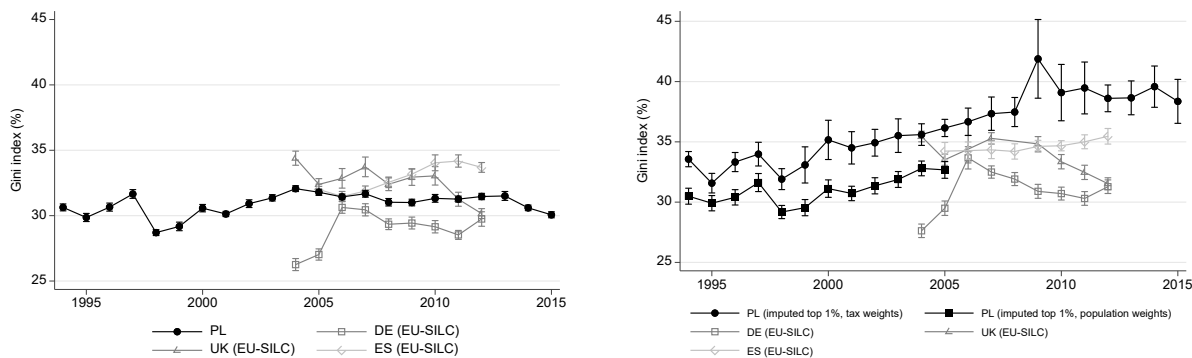 45
40
35
30
25
Gini index (%)
1995 2000 2005 2010 2015
PL DE (EU-SILC)
UK (EU-SILC) ES (EU-SILC)
45
40
35
30
25
Gini index (%)
1995 2000 2005 2010 2015
PL (imputed top 1%, tax weights) PL (imputed top 1%, population weights)
DE (EU-SILC) UK (EU-SILC)
ES (EU-SILC)